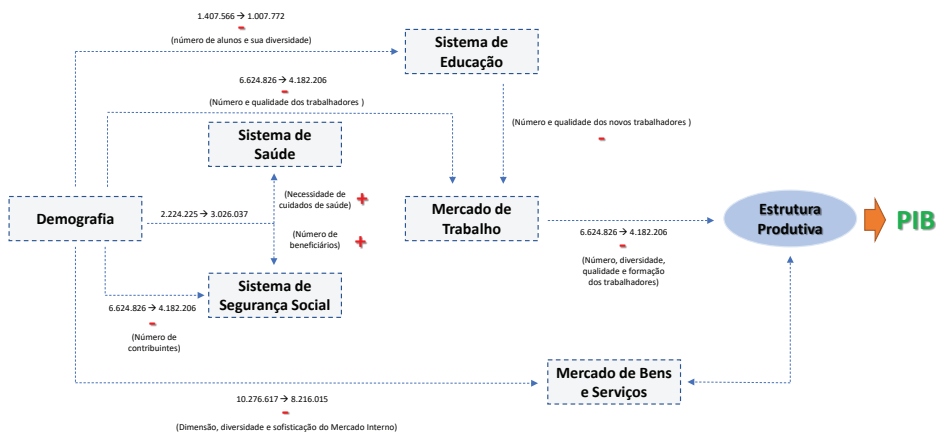 1.407.566 → 1.007.772
-
(número de alunos e sua diversidade)
Sistema de
Educação
6.624.826 → 4.182.206
-
(Número e qualidade dos trabalhadores )
(Número e qualidade dos novos trabalhadores )
-
Sistema de
Saúde
(Necessidade de
cuidados de saúde)
+
Demografia
2.224.225 → 3.026.037
(Número de
beneficiários)
+
Mercado de
Trabalho
6.624.826 → 4.182.206
-
(Número, diversidade,
qualidade e formação
dos trabalhadores)
Estrutura
Produtiva
PIB
Sistema de
Segurança Social
6.624.826 → 4.182.206
-
(Número de
contribuintes)
Mercado de Bens
e Serviços
10.276.617 → 8.216.015
-
(Dimensão, diversidade e sofisticação do Mercado Interno)